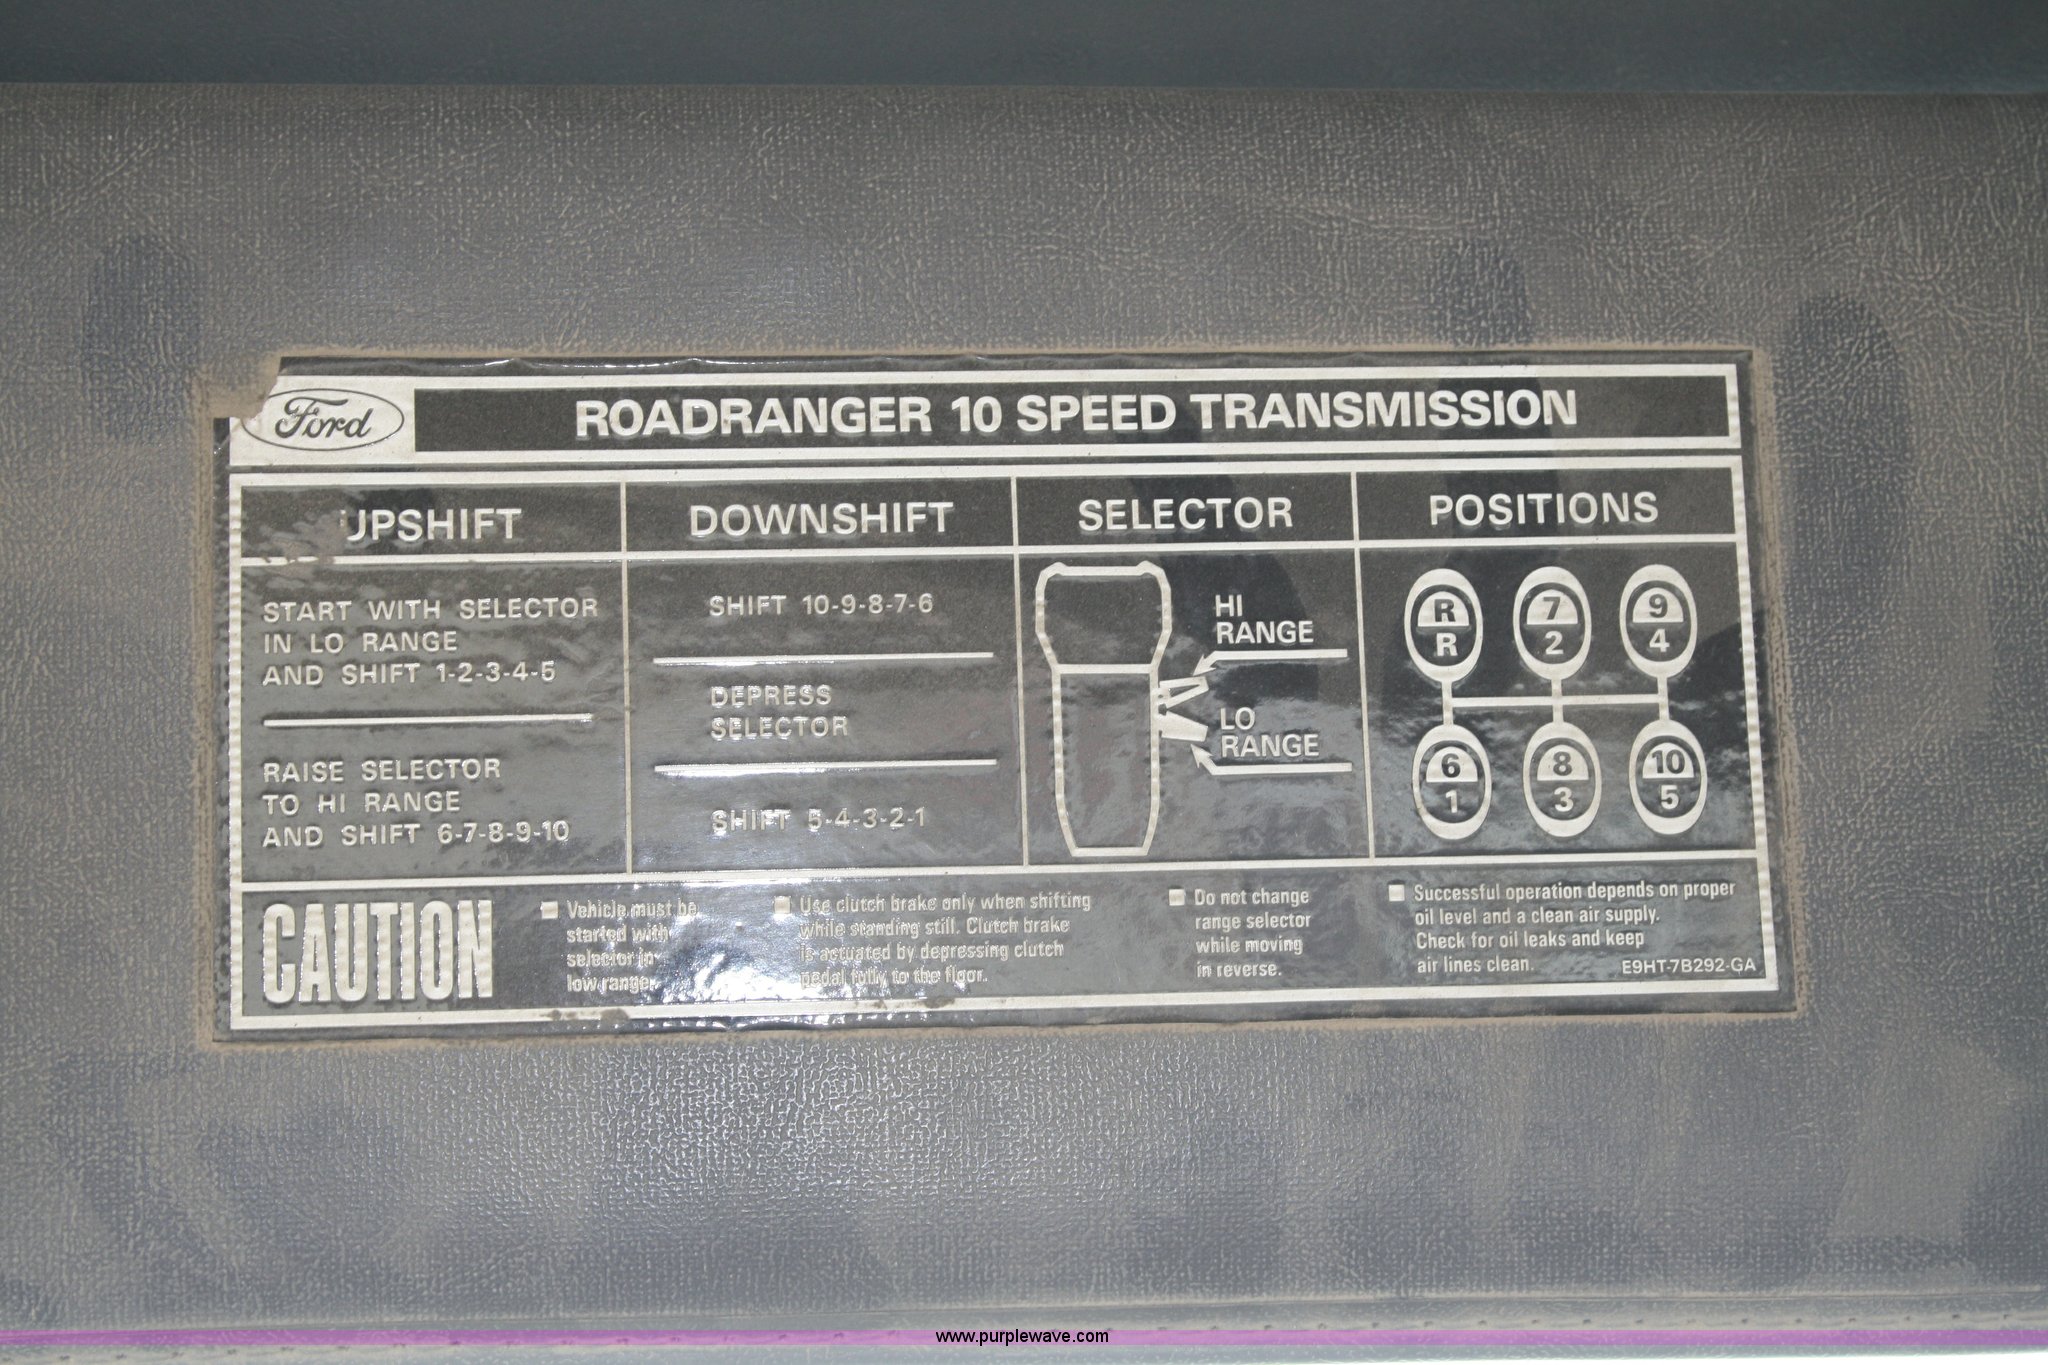 Ford
ROADRANGER 10 SPEED TRANSMISSION
UPSHIFT
START WITH SELECTOR
IN LO RANGE
AND SHIFT 1-2-3-4-5
RAISE SELECTOR
TO HI RANGE
AND SHIFT 6-7-8-9-10
DOWNSHIFT
SHIFT 10-9-8-7-6
DEPRESS
SELECTOR
SHIFT 5-4-3-2-1
SELECTOR
HI
RANGE
LO
RANGE
POSITIONS
R 7 9
R 2 4
6 8 10
1 3 5
CAUTION
Vehicle must be
started with
selector in
low range.
Use clutch brake only when shifting
while standing still. Clutch brake
is actuated by depressing clutch
pedal fully to the floor.
Do not change
range selector
while moving
in reverse.
Successful operation depends on proper
oil level and a clean air supply.
Check for oil leaks and keep
air lines clean.
E9HT-7B292-GA
www.purplewave.com